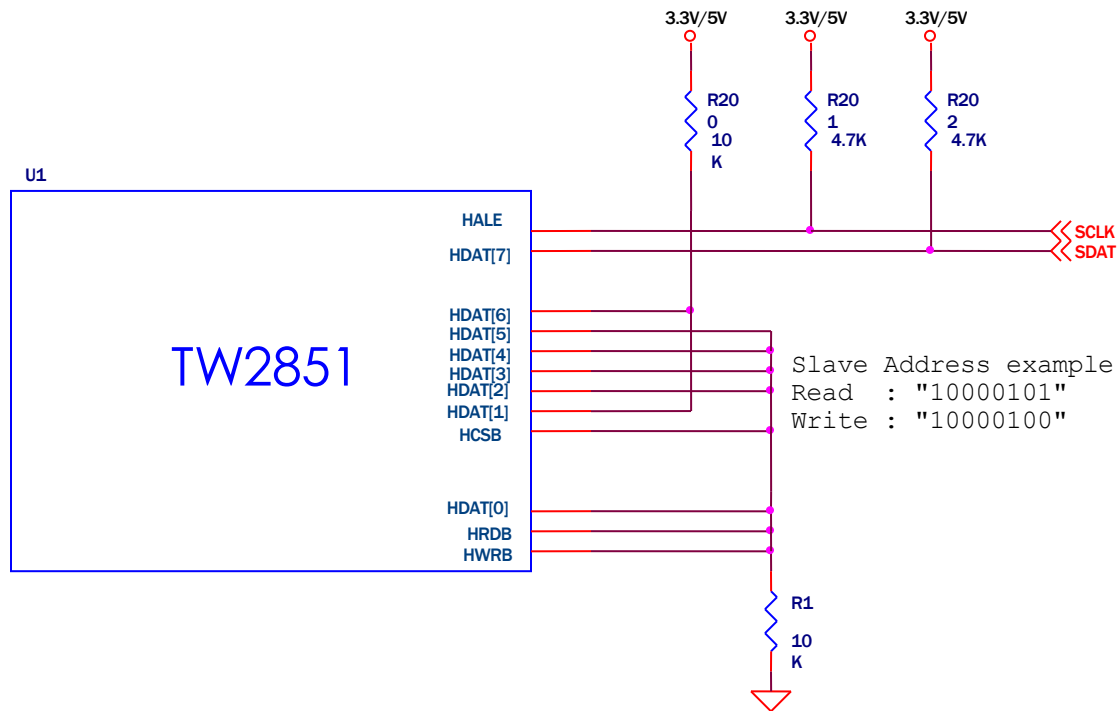 3.3V/5V 3.3V/5V 3.3V/5V
R20
0
10
K
R20
1
4.7K
R20
2
4.7K
U1
HALE
HDAT[7]
HDAT[6]
HDAT[5]
HDAT[4]
HDAT[3]
HDAT[2]
HDAT[1]
HCSB
HDAT[0]
HRDB
HWRB
TW2851
SCLK
SDAT
Slave Address example
Read : "10000101"
Write : "10000100"
R1
10
K